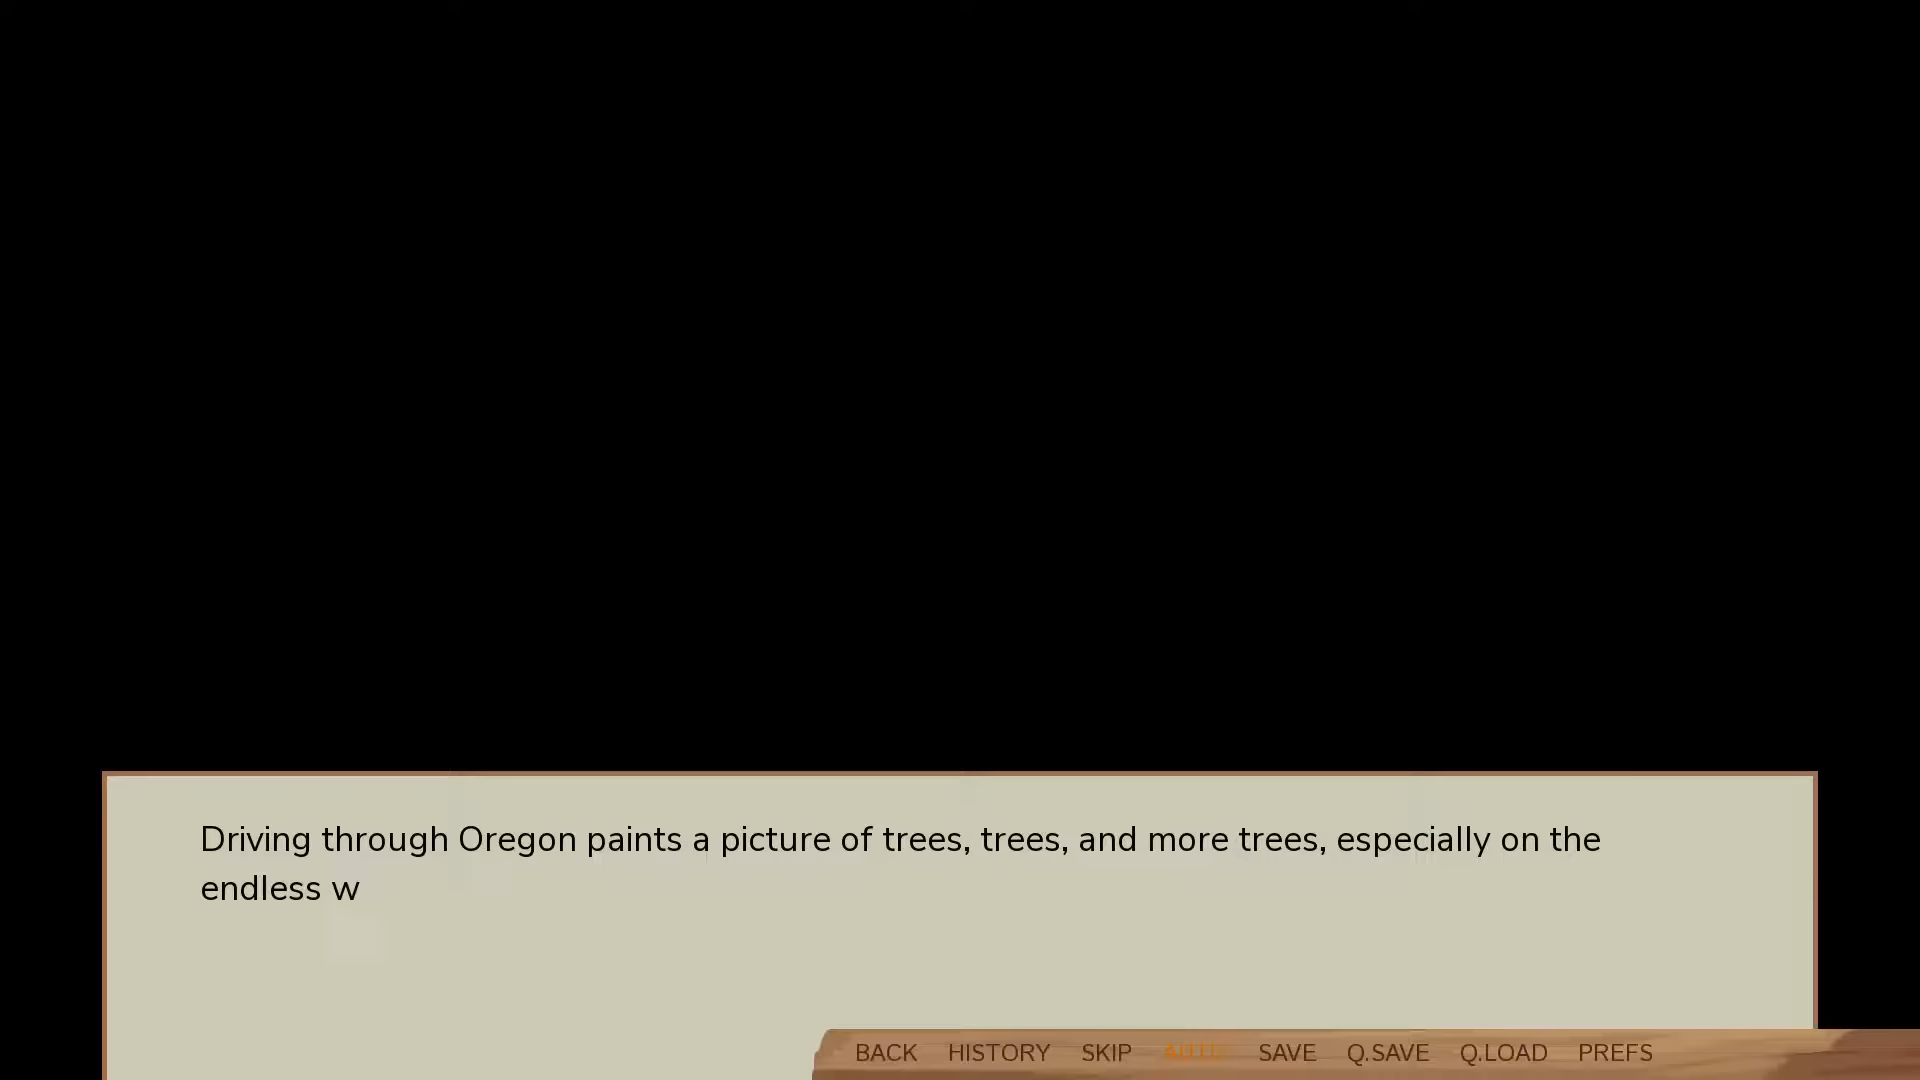 Driving through Oregon paints a picture of trees, trees, and more trees, especially on the
endless w
BACK HISTORY SKIP AUTO SAVE Q.SAVE Q.LOAD PREFS